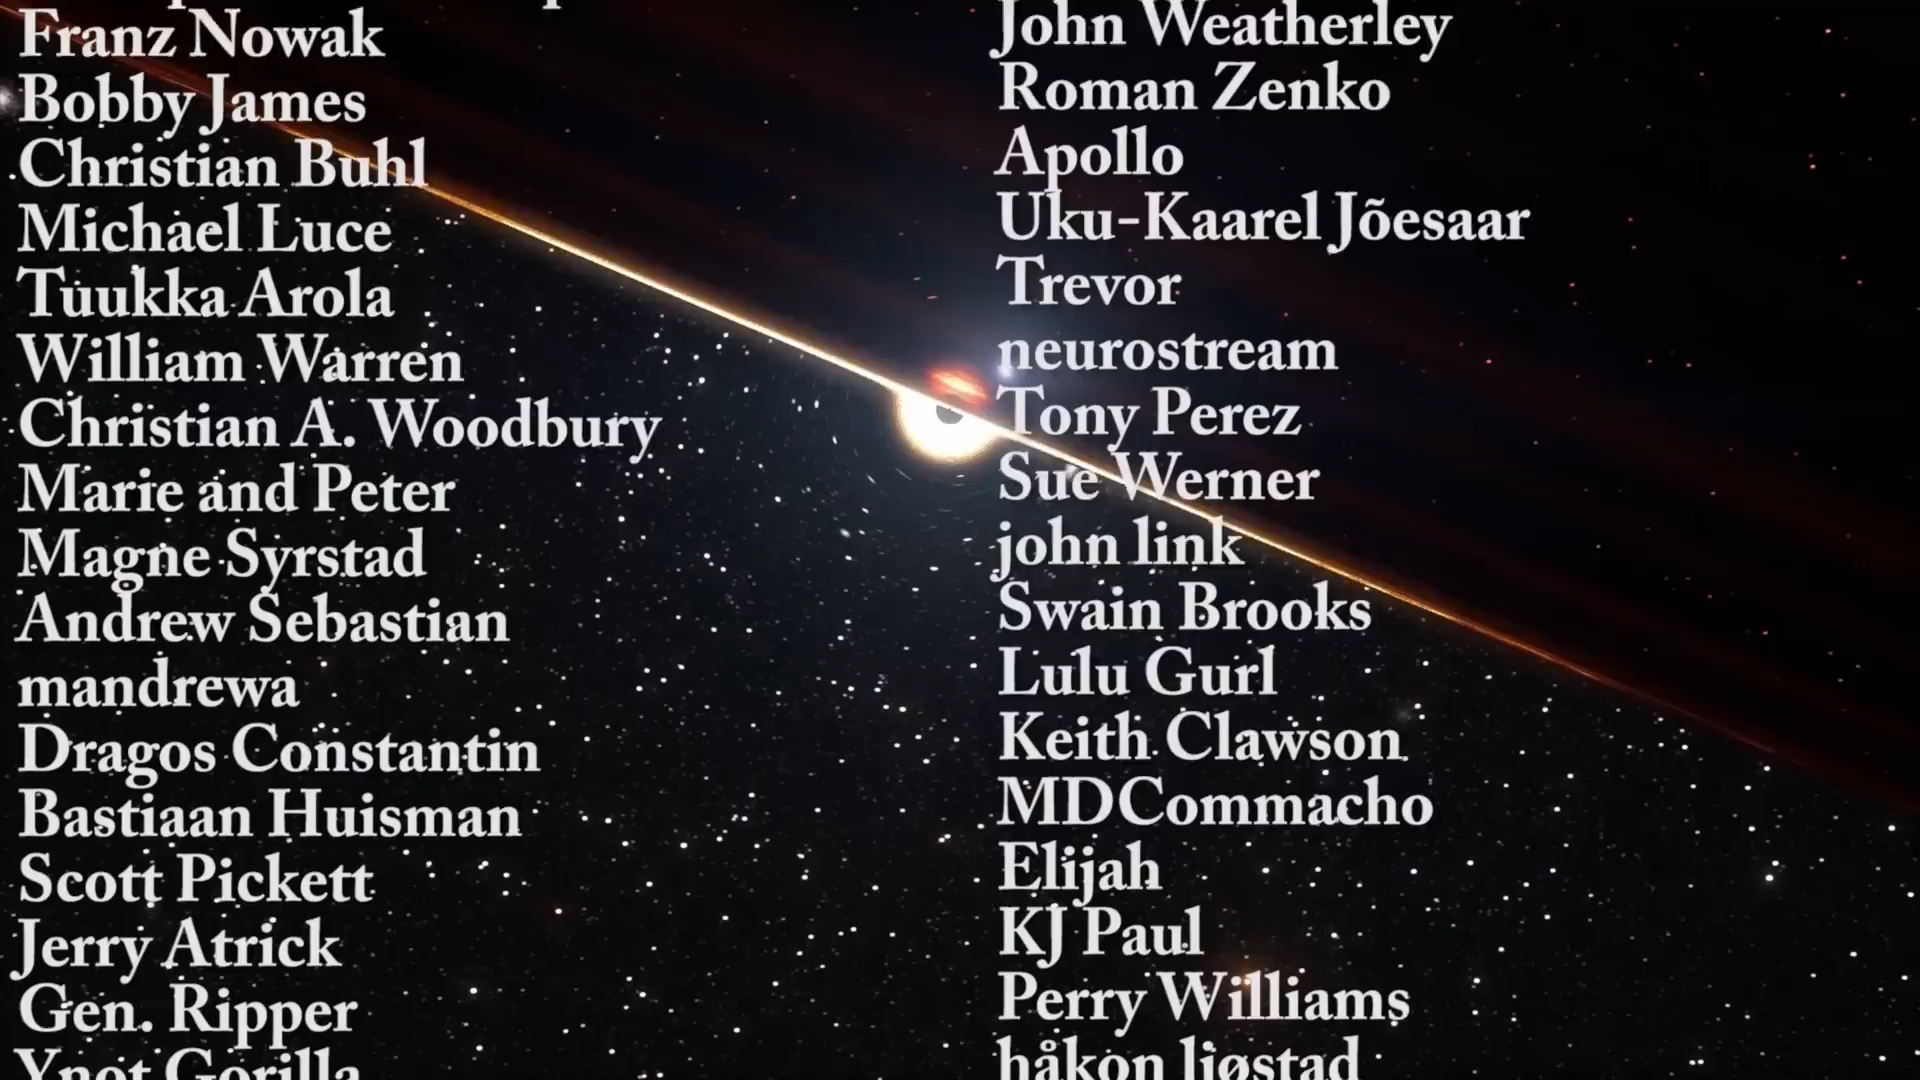 Franz Nowak
Bobby James
Christian Buhl
Michael Luce
Tuukka Arola
William Warren
Christian A. Woodbury
Marie and Peter
Magne Syrstad
Andrew Sebastian
mandrewa
Dragos Constantin
Bastiaan Huisman
Scott Pickett
Jerry Atrick
Gen. Ripper
Ynot Gorilla
John Weatherley
Roman Zenko
Apollo
Uku-Kaarel Jõesaar
Trevor
neurostream
Tony Perez
Sue Werner
john link
Swain Brooks
Lulu Gurl
Keith Clawson
MDCommacho
Elijah
KJ Paul
Perry Williams
håkon ljøstad